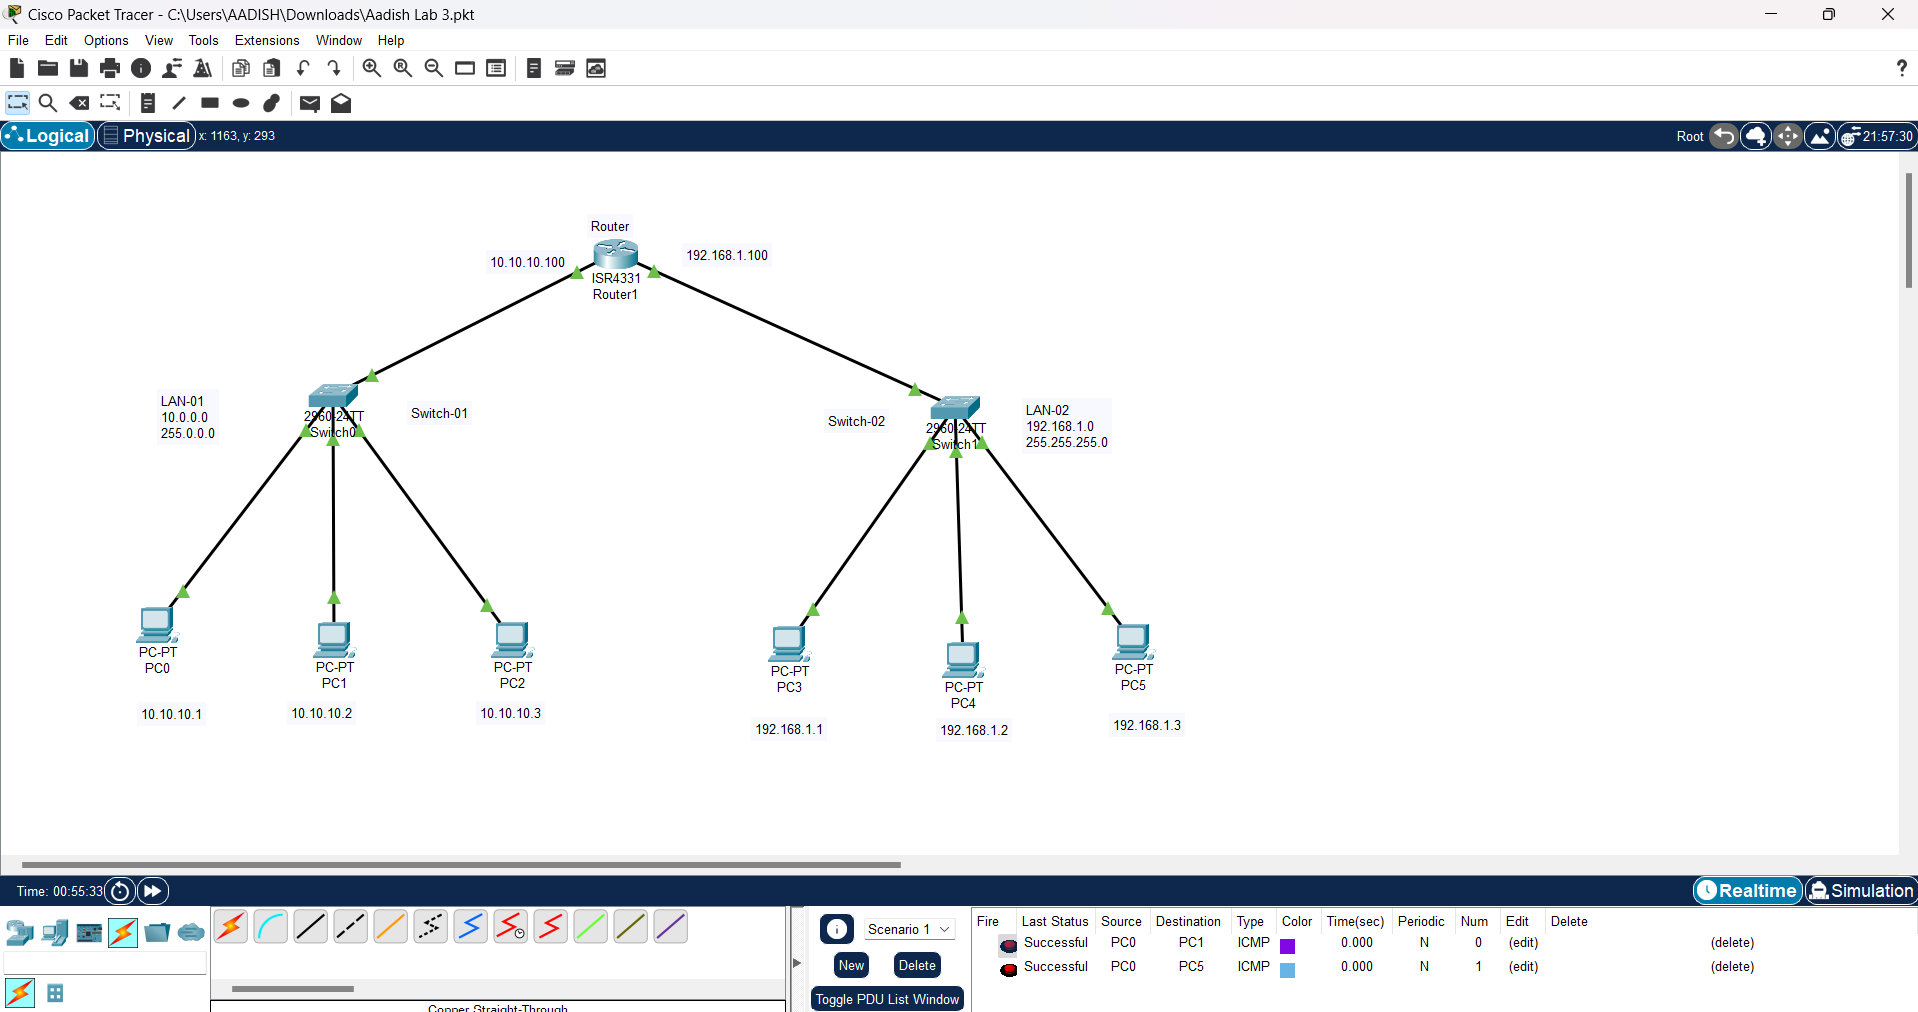 Cisco Packet Tracer - C:\Users\AADISH\Downloads\Aadish Lab 3.pkt
File Edit Options View Tools Extensions Window Help
?
Logical Physical x: 1163, y: 293 Root 21:57:30
Router
10.10.10.100
192.168.1.100
ISR4331
Router1
LAN-01
10.0.0.0
255.0.0.0
2960-24TT
Switch0
Switch-01
Switch-02
2960-24TT
Switch1
LAN-02
192.168.1.0
255.255.255.0
PC-PT
PC0
PC-PT
PC1
PC-PT
PC2
PC-PT
PC3
PC-PT
PC4
PC-PT
PC5
10.10.10.1
10.10.10.2
10.10.10.3
192.168.1.1
192.168.1.2
192.168.1.3
Time: 00:55:33 Realtime Simulation
Scenario 1
New Delete
Toggle PDU List Window
Fire Last Status Source Destination Type Color Time(sec) Periodic Num Edit Delete
Successful PC0 PC1 ICMP 0.000 N 0 (edit) (delete)
Successful PC0 PC5 ICMP 0.000 N 1 (edit) (delete)
Copper Straight-Through